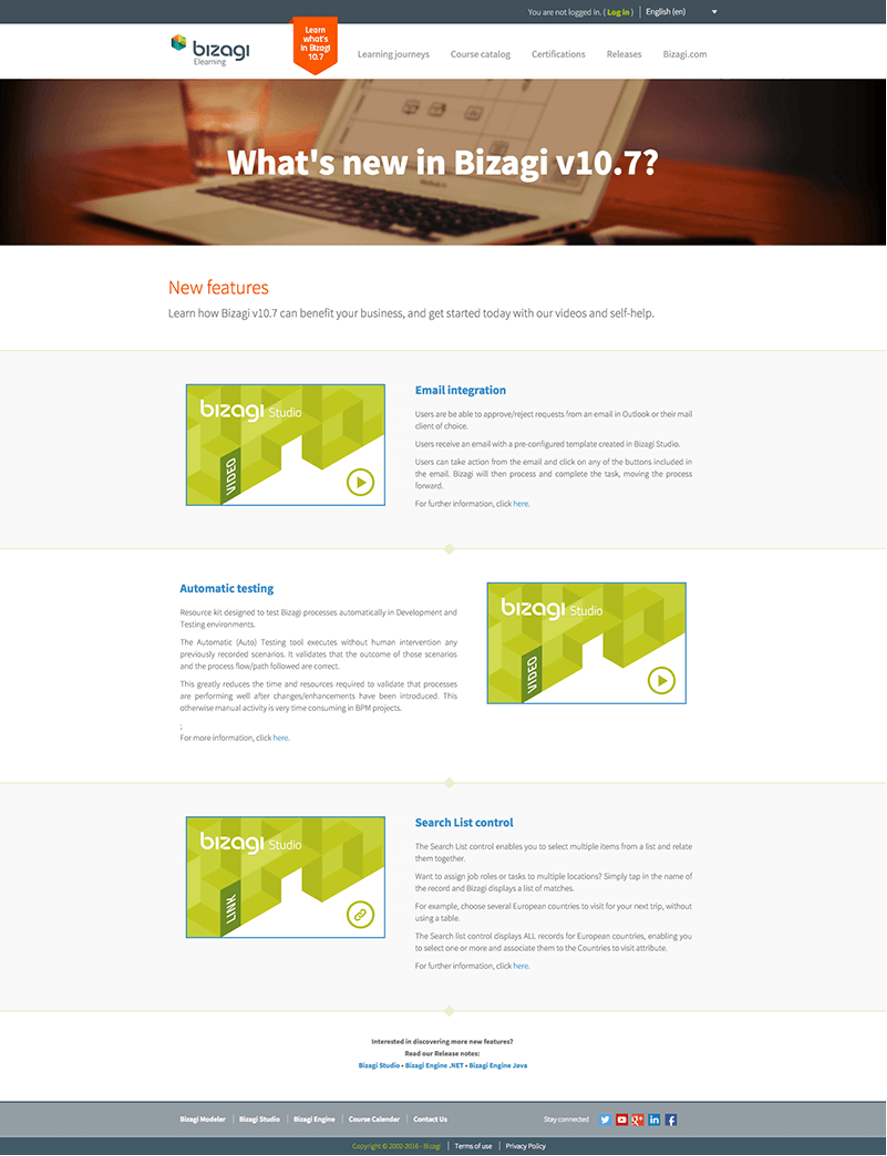 You are not logged in. ( Log in )
English (en)
bizagi
Elearning
Learn
what's
in Bizagi
10.7
Learning journeys
Course catalog
Certifications
Releases
Bizagi.com
What's new in Bizagi v10.7?
New features
Learn how Bizagi v10.7 can benefit your business, and get started today with our videos and self-help.
bizagi Studio
VIDEO
Email integration
Users are be able to approve/reject requests from an email in Outlook or their mail
client of choice.
Users receive an email with a pre-configured template created in Bizagi Studio.
Users can take action from the email and click on any of the buttons included in
the email. Bizagi will then process and complete the task, moving the process
forward.
For further information, click here.
Automatic testing
Resource kit designed to test Bizagi processes automatically in Development and
Testing environments.
The Automatic (Auto) Testing tool executes without human intervention any
previously recorded scenarios. It validates that the outcome of those scenarios
and the process flow/path followed are correct.
This greatly reduces the time and resources required to validate that processes
are performing well after changes/enhancements have been introduced. This
otherwise manual activity is very time consuming in BPM projects.
;
For more information, click here.
bizagi Studio
VIDEO
bizagi Studio
LINK
Search List control
The Search List control enables you to select multiple items from a list and relate
them together.
Want to assign job roles or tasks to multiple locations? Simply tap in the name of
the record and Bizagi displays a list of matches.
For example, choose several European countries to visit for your next trip, without
using a table.
The Search list control displays ALL records for European countries, enabling you
to select one or more and associate them to the Countries to visit attribute.
For further information, click here.
Interested in discovering more new features?
Read our Release notes:
Bizagi Studio • Bizagi Engine .NET • Bizagi Engine Java
Bizagi Modeler
Bizagi Studio
Bizagi Engine
Course Calendar
Contact Us
Stay connected
Copyright © 2002-2016 - Bizagi
Terms of use
Privacy Policy